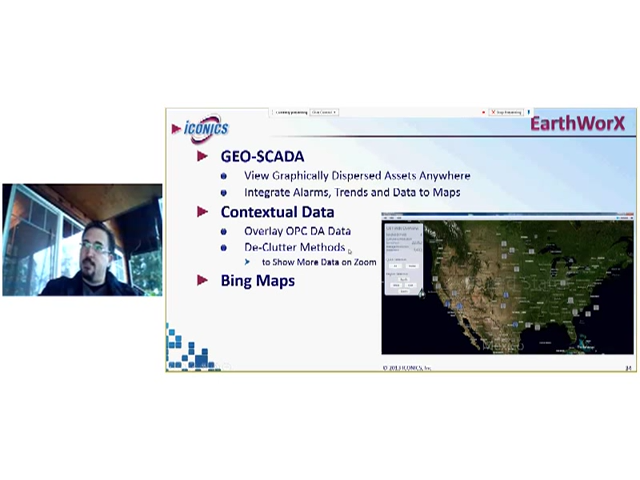 ICONICS
EarthWorX
GEO-SCADA
View Graphically Dispersed Assets Anywhere
Integrate Alarms, Trends and Data to Maps
Contextual Data
Overlay OPC DA Data
De-Clutter Methods
to Show More Data on Zoom
Bing Maps
© 2013 ICONICS, Inc.